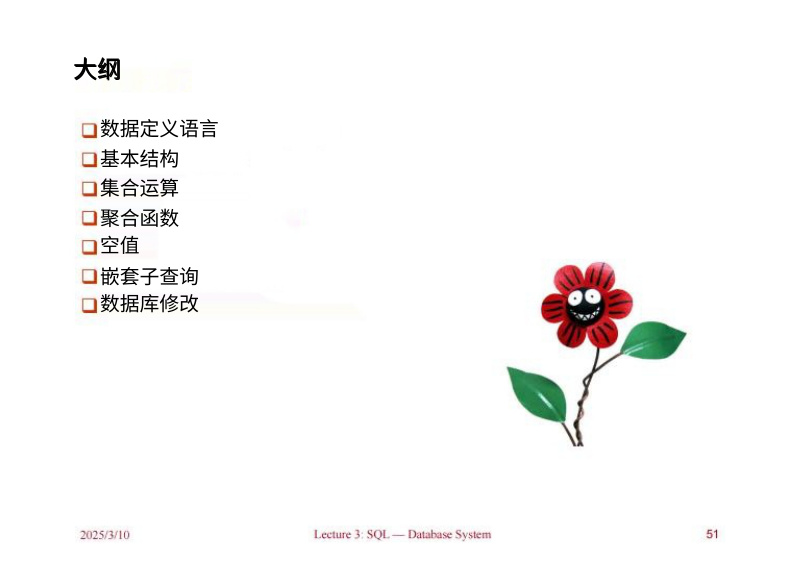 大纲
数据定义语言
基本结构
集合运算
聚合函数
空值
嵌套子查询
数据库修改
2025/3/10
Lecture 3: SQL — Database System
51